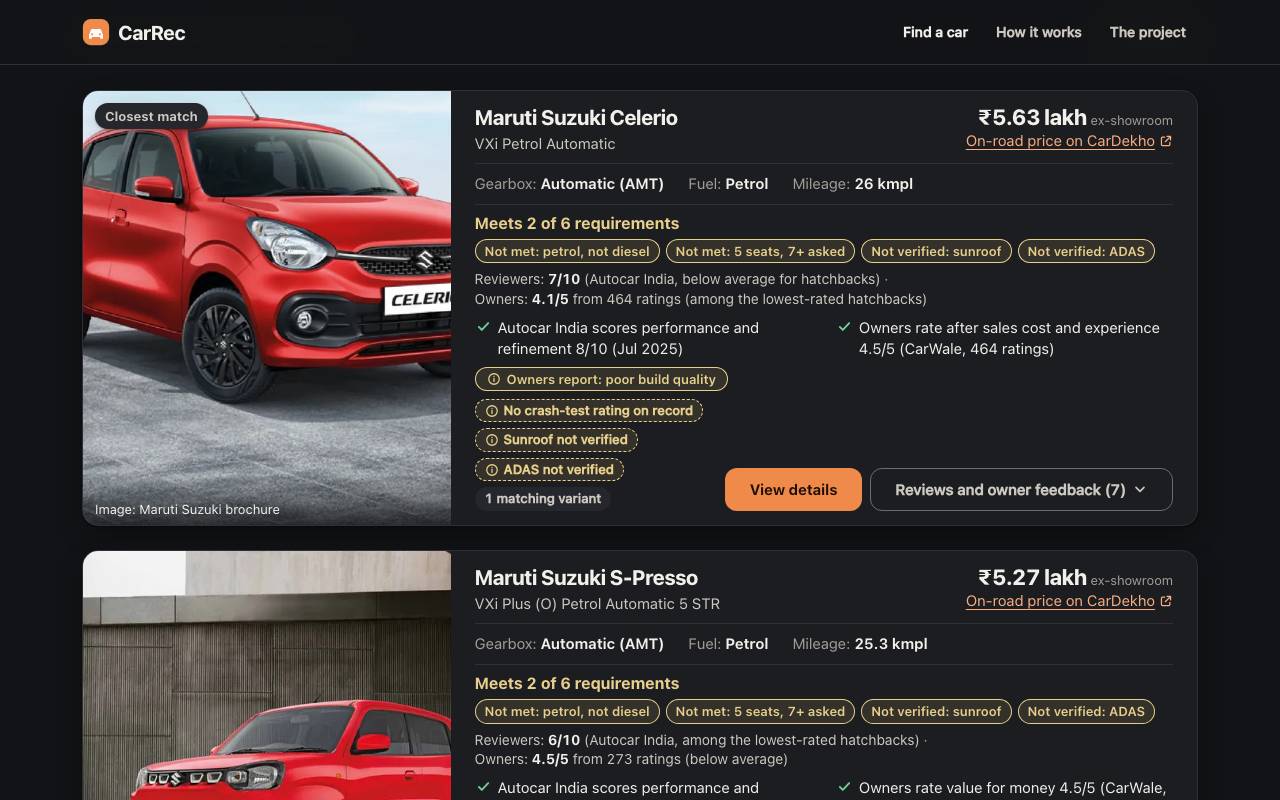 CarRec
Find a car
How it works
The project
Closest match
CELERI
Image: Maruti Suzuki brochure
Maruti Suzuki Celerio
VXi Petrol Automatic
₹5.63 lakh ex-showroom
On-road price on CarDekho
Gearbox: Automatic (AMT) Fuel: Petrol Mileage: 26 kmpl
Meets 2 of 6 requirements
Not met: petrol, not diesel
Not met: 5 seats, 7+ asked
Not verified: sunroof
Not verified: ADAS
Reviewers: 7/10 (Autocar India, below average for hatchbacks) ·
Owners: 4.1/5 from 464 ratings (among the lowest-rated hatchbacks)
Autocar India scores performance and
refinement 8/10 (Jul 2025)
Owners rate after sales cost and experience
4.5/5 (CarWale, 464 ratings)
Owners report: poor build quality
No crash-test rating on record
Sunroof not verified
ADAS not verified
1 matching variant
View details
Reviews and owner feedback (7)
Maruti Suzuki S-Presso
VXi Plus (O) Petrol Automatic 5 STR
₹5.27 lakh ex-showroom
On-road price on CarDekho
Gearbox: Automatic (AMT) Fuel: Petrol Mileage: 25.3 kmpl
Meets 2 of 6 requirements
Not met: petrol, not diesel
Not met: 5 seats, 7+ asked
Not verified: sunroof
Not verified: ADAS
Reviewers: 6/10 (Autocar India, among the lowest-rated hatchbacks) ·
Owners: 4.5/5 from 273 ratings (below average)
Autocar India scores performance and
Owners rate value for money 4.5/5 (CarWale,